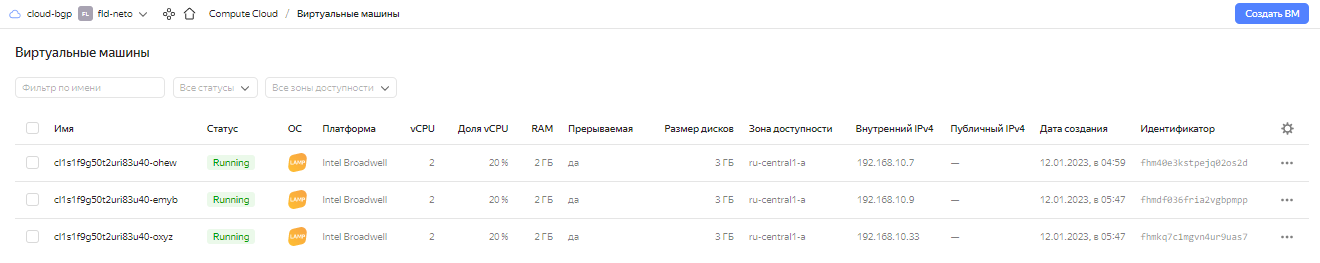 cloud-bgp FL fld-neto Compute Cloud / Виртуальные машины Создать ВМ
Виртуальные машины
Фильтр по имени Все статусы Все зоны доступности
Имя Статус ОС Платформа vCPU Доля vCPU RAM Прерываемая Размер дисков Зона доступности Внутренний IPv4 Публичный IPv4 Дата создания Идентификатор
cl1s1f9g50t2uri83u40-ohew Running LAMP Intel Broadwell 2 20 % 2 ГБ да 3 ГБ ru-central1-a 192.168.10.7 — 12.01.2023, в 04:59 fhm40e3kstpejq02os2d
cl1s1f9g50t2uri83u40-emyb Running LAMP Intel Broadwell 2 20 % 2 ГБ да 3 ГБ ru-central1-a 192.168.10.9 — 12.01.2023, в 05:47 fhmdf036fria2vgbpmpp
cl1s1f9g50t2uri83u40-oxyz Running LAMP Intel Broadwell 2 20 % 2 ГБ да 3 ГБ ru-central1-a 192.168.10.33 — 12.01.2023, в 05:47 fhmkq7c1mgvn4ur9uas7